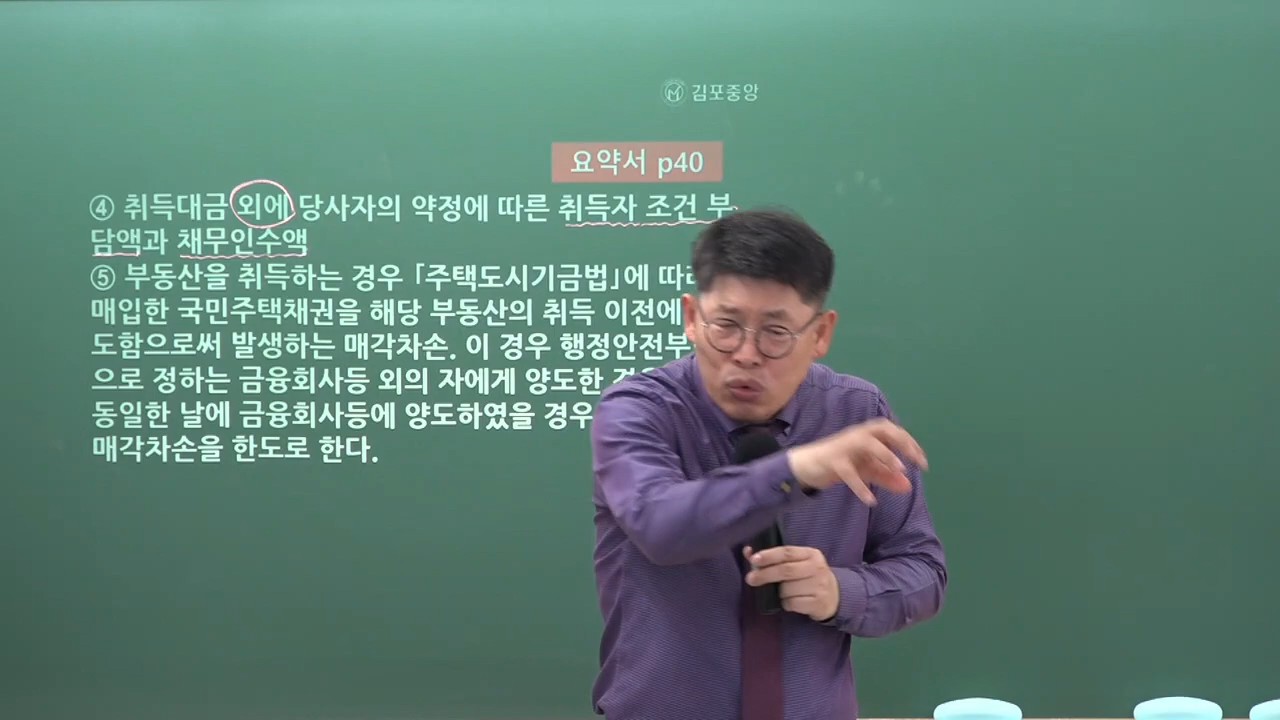 김포중앙
요약서 p40
④ 취득대금 외에 당사자의 약정에 따른 취득자 조건 부
담액과 채무인수액
⑤ 부동산을 취득하는 경우 「주택도시기금법」에 따라
매입한 국민주택채권을 해당 부동산의 취득 이전에
도함으로써 발생하는 매각차손. 이 경우 행정안전부
으로 정하는 금융회사등 외의 자에게 양도한
동일한 날에 금융회사등에 양도하였을 경우
매각차손을 한도로 한다.